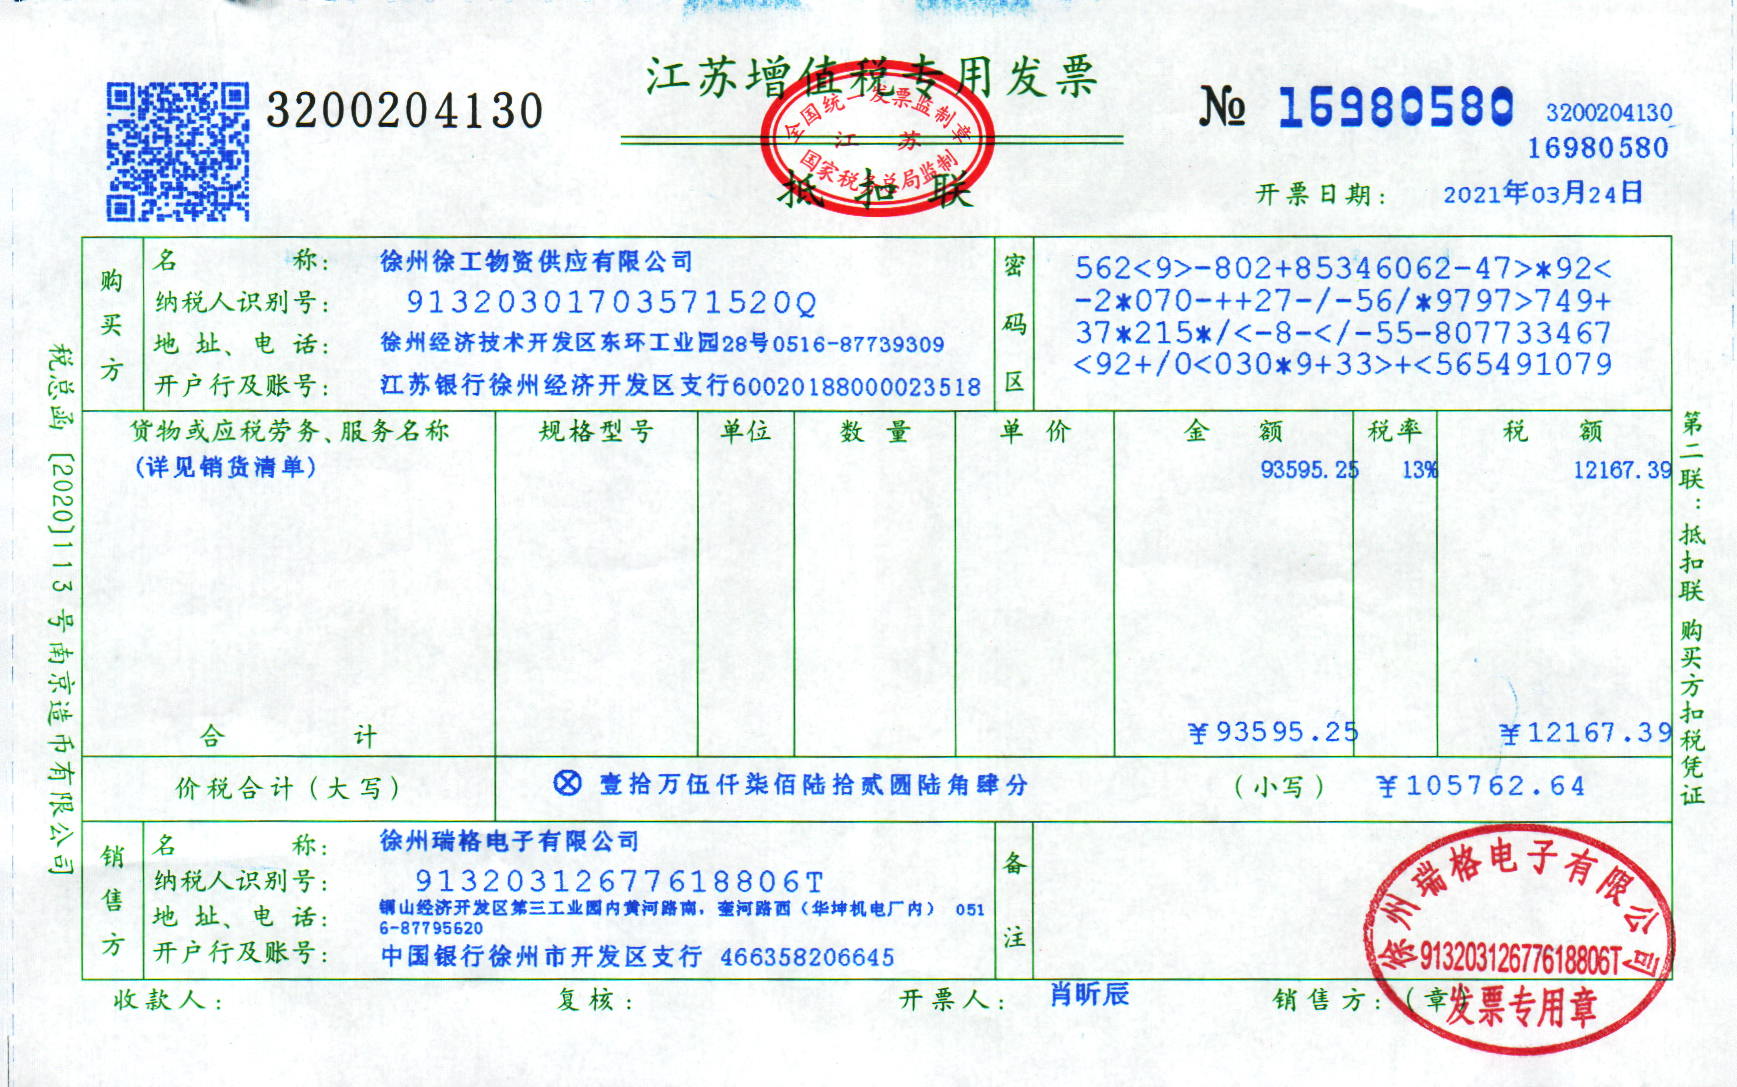 江苏增值税专用发票
3200204130
№ 16980580
3200204130
16980580
全国统一发票监制章
江苏
国家税务总局监制
抵扣联
开票日期: 2021年03月24日
购买方
名称: 徐州徐工物资供应有限公司
纳税人识别号: 91320301703571520Q
地址、电话: 徐州经济技术开发区东环工业园28号0516-87739309
开户行及账号: 江苏银行徐州经济开发区支行60020188000023518
密码区
562<9>-802+85346062-47>*92<
-2*070-++27-/-56/*9797>749+
37*215*/<-8-</-55-807733467
<92+/0<030*9+33>+<565491079
货物或应税劳务、服务名称 规格型号 单位 数量 单价 金额 税率 税额
(详见销货清单) 93595.25 13% 12167.39
合计 ¥93595.25 ¥12167.39
价税合计(大写) ⊗壹拾万伍仟柒佰陆拾贰圆陆角肆分 (小写) ¥105762.64
销售方
名称: 徐州瑞格电子有限公司
纳税人识别号: 91320312677618806T
地址、电话: 铜山经济开发区第三工业园内黄河路南，奎河路西（华坤机电厂内） 051
6-87795620
开户行及账号: 中国银行徐州市开发区支行 466358206645
备注
收款人: 复核: 开票人: 肖昕辰 销售方:(章)
徐州瑞格电子有限公司
91320312677618806T
发票专用章
税总函[2020]113号南京造币有限公司
第二联:抵扣联 购买方扣税凭证